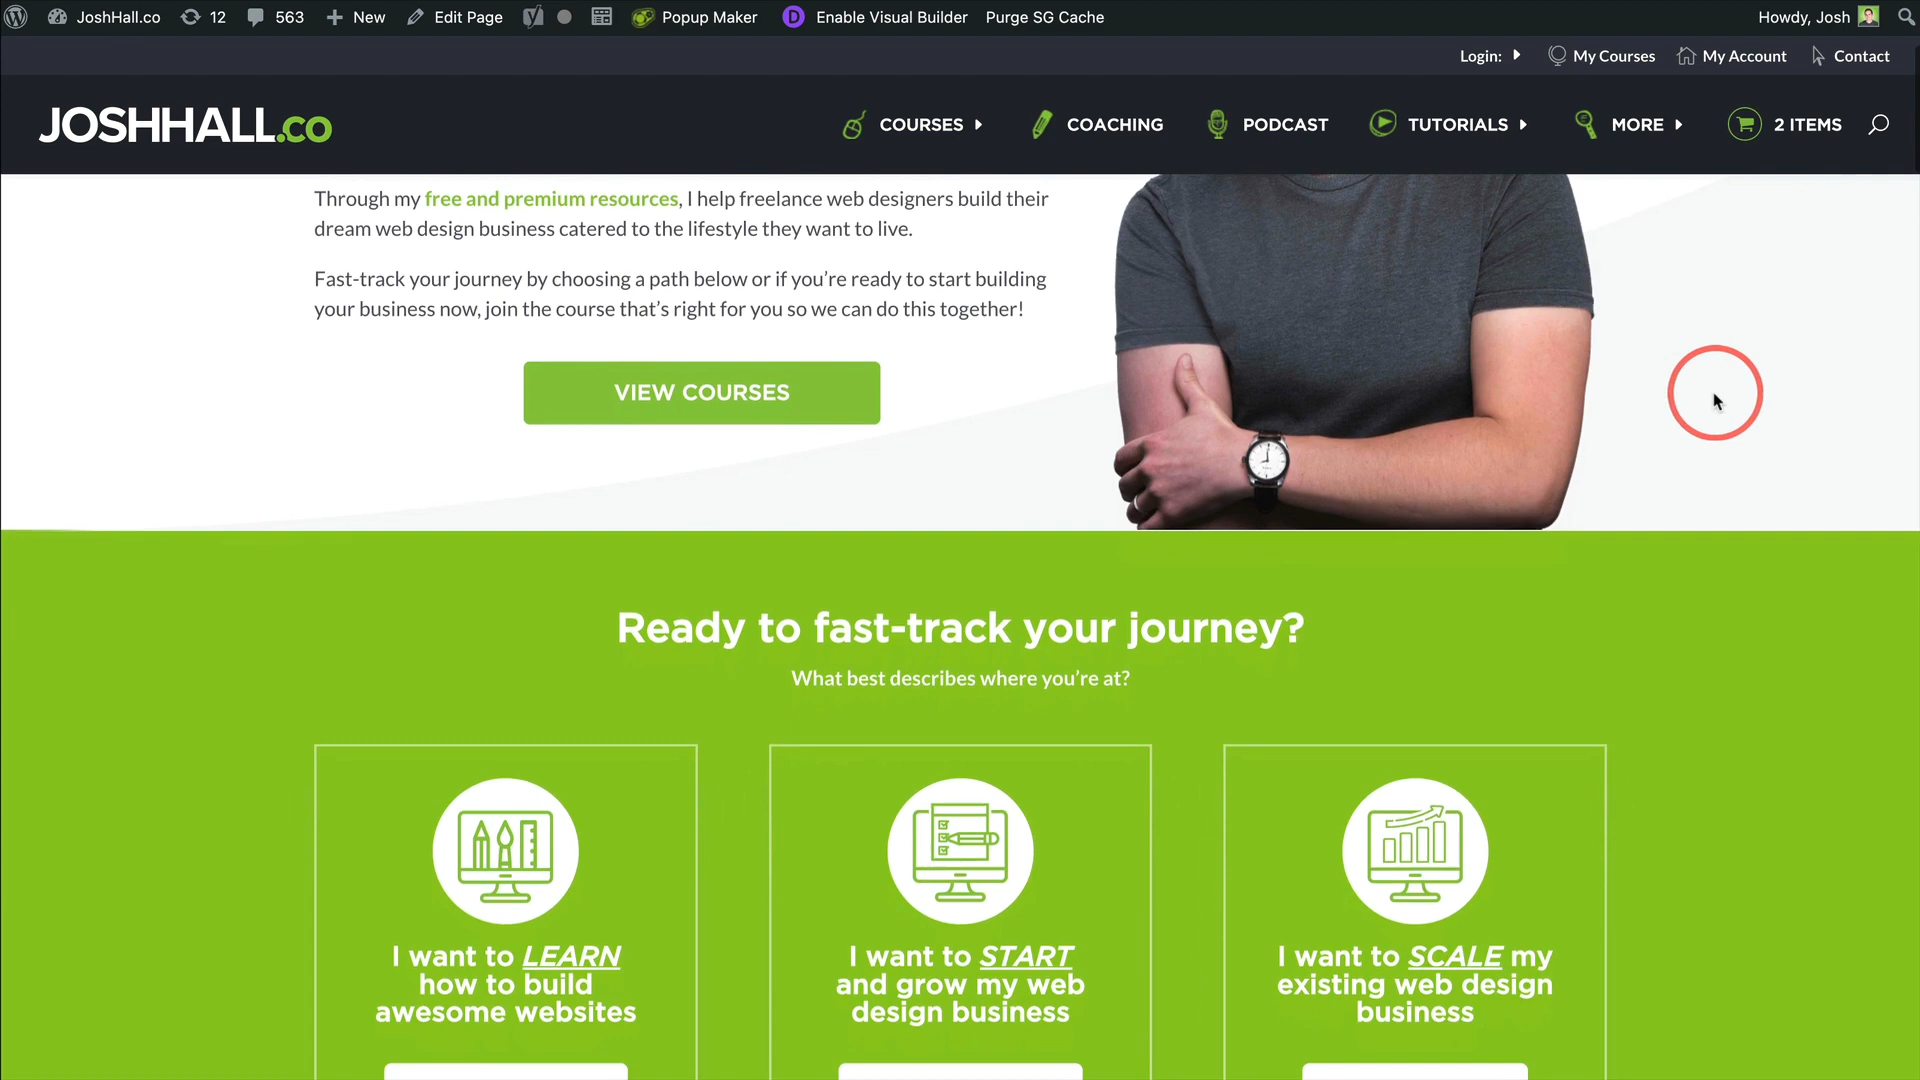 JoshHall.co 12 563 New Edit Page Popup Maker Enable Visual Builder Purge SG Cache Howdy, Josh
Login: My Courses My Account Contact
JOSHHALL.co COURSES COACHING PODCAST TUTORIALS MORE 2 ITEMS
Through my free and premium resources, I help freelance web designers build their
dream web design business catered to the lifestyle they want to live.
Fast-track your journey by choosing a path below or if you’re ready to start building
your business now, join the course that’s right for you so we can do this together!
VIEW COURSES
Ready to fast-track your journey?
What best describes where you’re at?
I want to LEARN
how to build
awesome websites
I want to START
and grow my web
design business
I want to SCALE my
existing web design
business